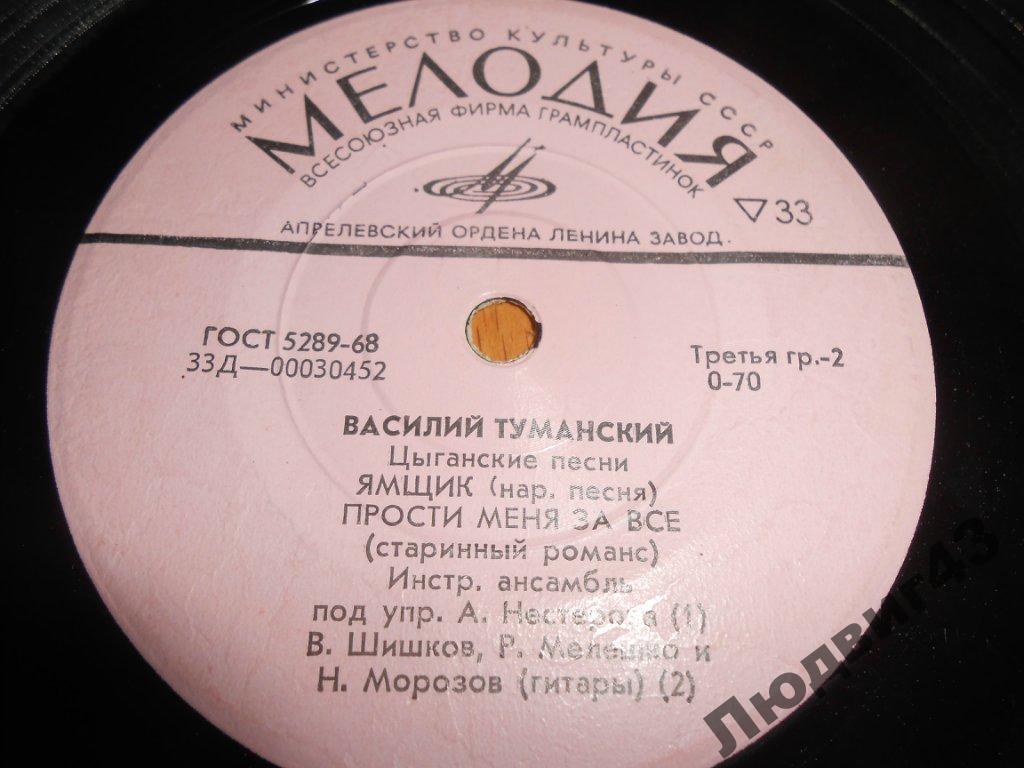 МИНИСТЕРСТВО КУЛЬТУРЫ СССР
МЕЛОДИЯ
ВСЕСОЮЗНАЯ ФИРМА ГРАМПЛАСТИНОК
▽33
АПРЕЛЕВСКИЙ ОРДЕНА ЛЕНИНА ЗАВОД.
ГОСТ 5289-68
33Д—00030452
Третья гр.-2
0-70
ВАСИЛИЙ ТУМАНСКИЙ
Цыганские песни
ЯМЩИК (нар. песня)
ПРОСТИ МЕНЯ ЗА ВСЕ
(старинный романс)
Инстр. ансамбль
под упр. А. Нестерова (1)
В. Шишков, Р. Мелешко и
Н. Морозов (гитары) (2)
Людвиг43